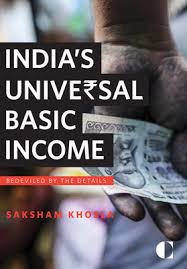 INDIA'S
UNIVE₹SAL
BASIC
INCOME
BEDEVILED BY THE DETAILS
SAKSHAM KHOSLA
C